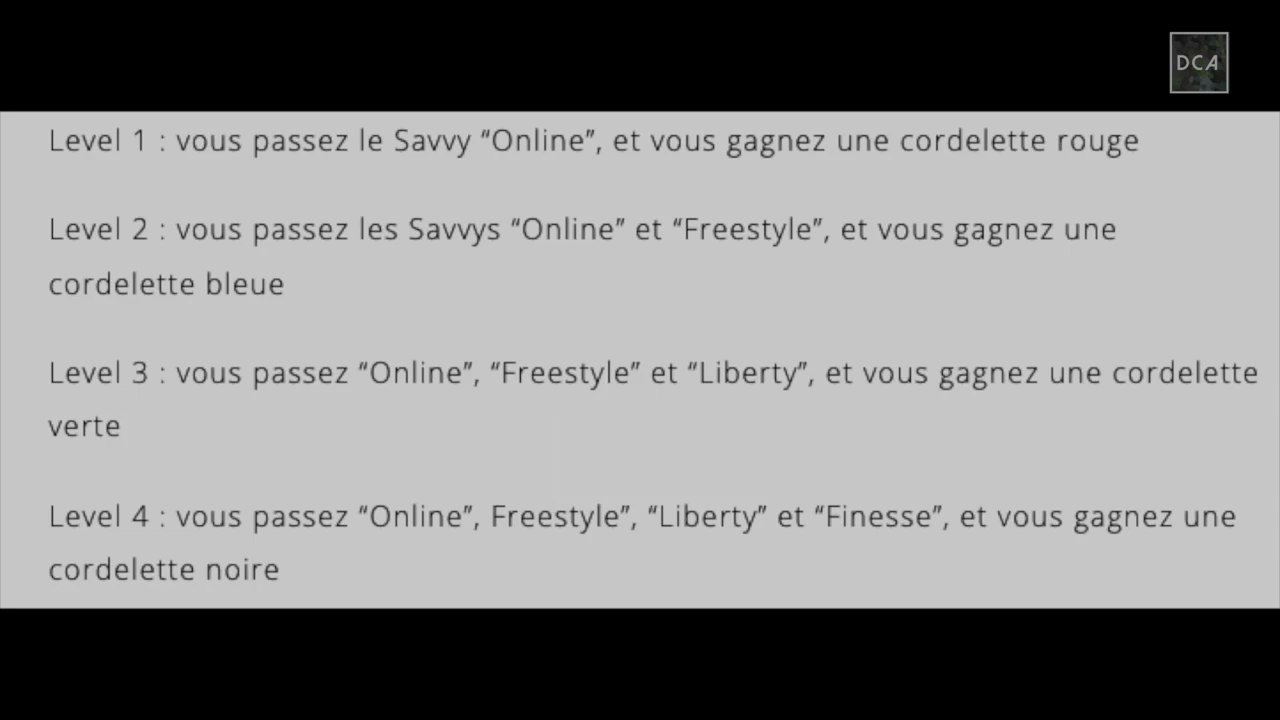 DCA
Level 1 : vous passez le Savvy “Online”, et vous gagnez une cordelette rouge
Level 2 : vous passez les Savvys “Online” et “Freestyle”, et vous gagnez une
cordelette bleue
Level 3 : vous passez “Online”, “Freestyle” et “Liberty”, et vous gagnez une cordelette
verte
Level 4 : vous passez “Online”, Freestyle”, “Liberty” et “Finesse”, et vous gagnez une
cordelette noire